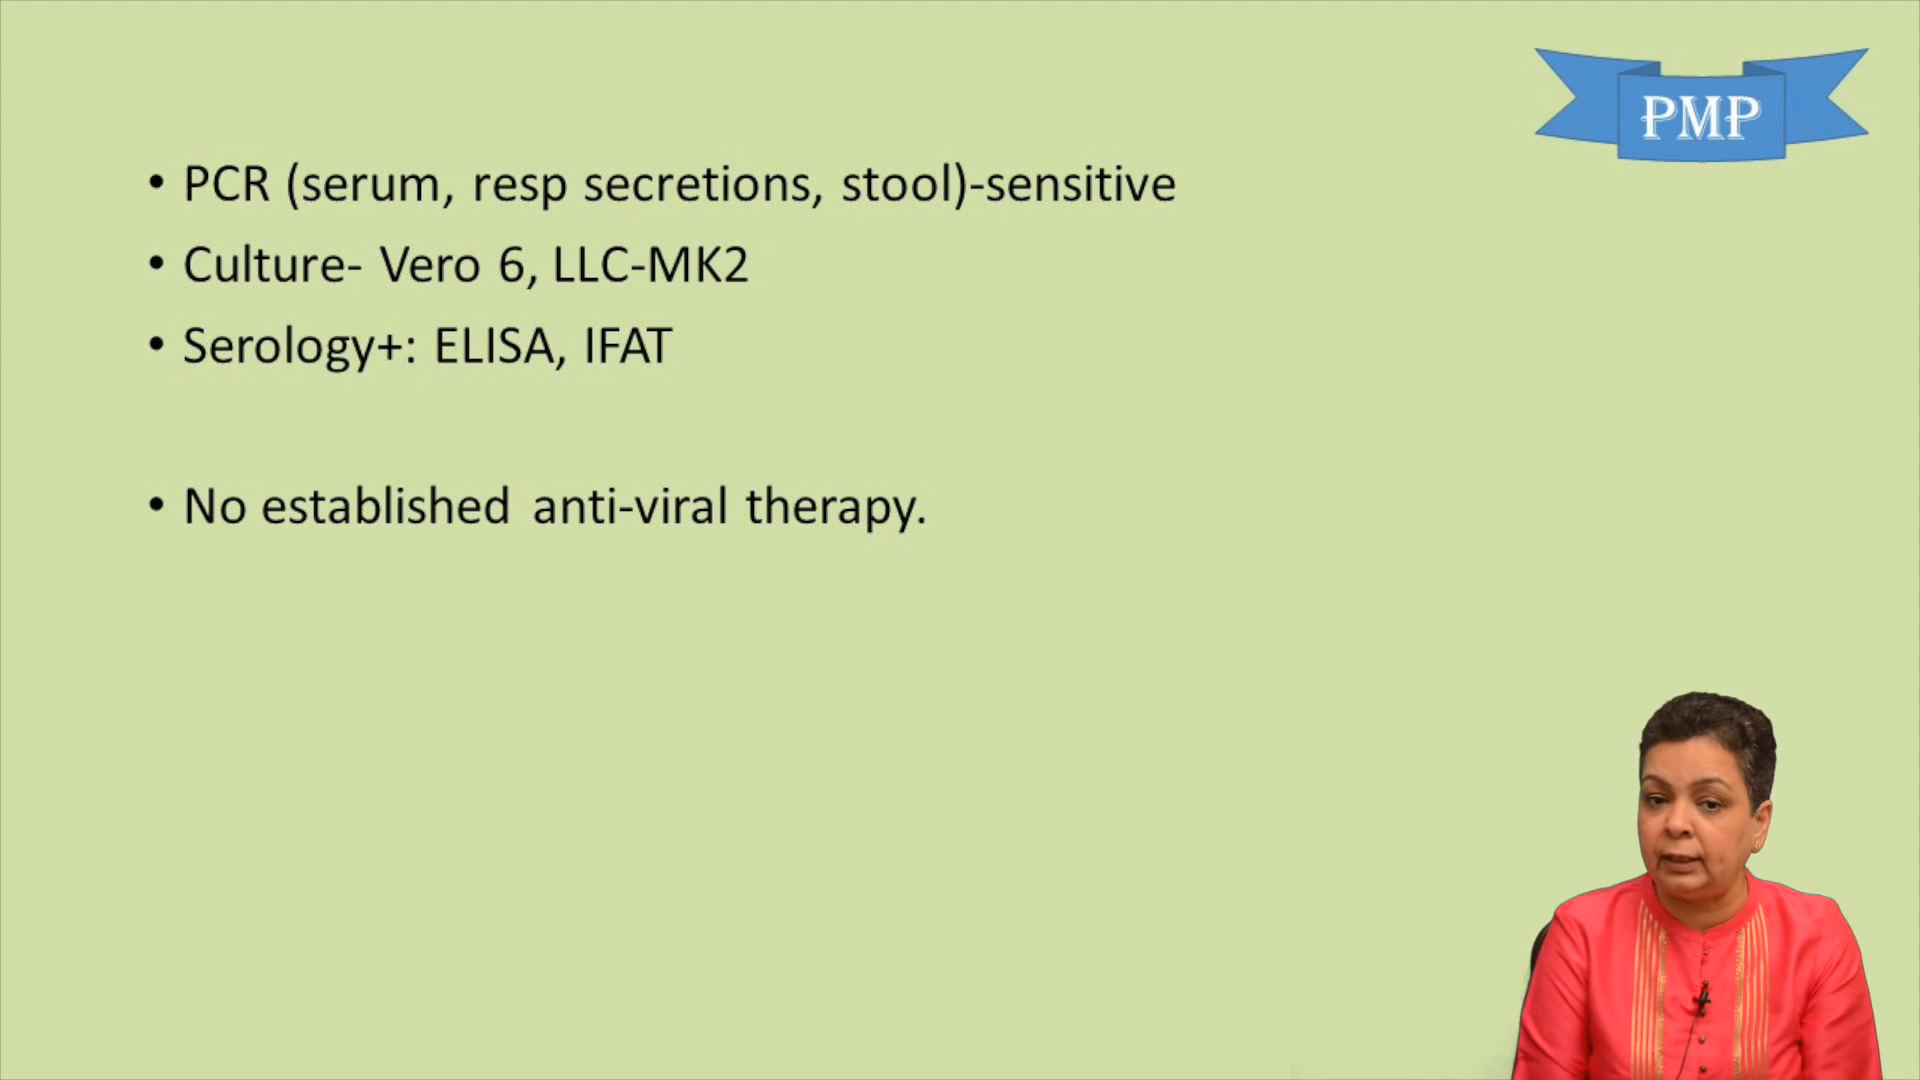 PMP
• PCR (serum, resp secretions, stool)-sensitive
• Culture- Vero 6, LLC-MK2
• Serology+: ELISA, IFAT
• No established anti-viral therapy.